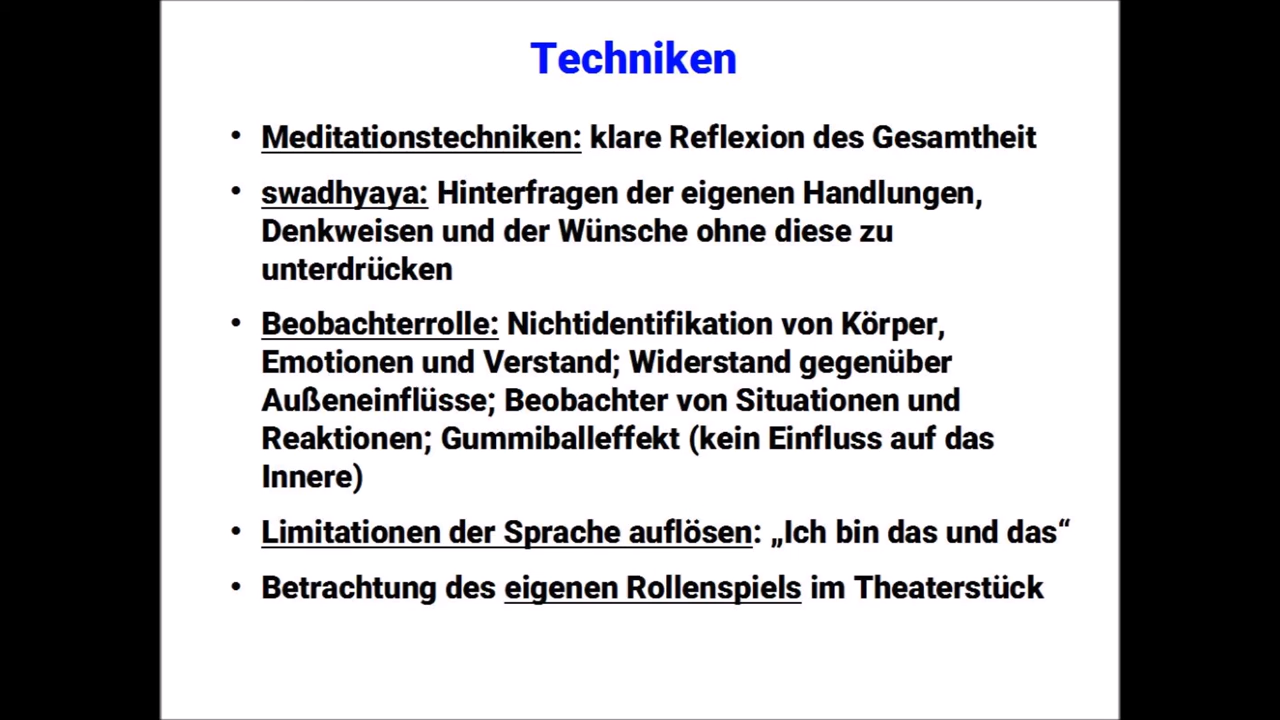 Techniken
• Meditationstechniken: klare Reflexion des Gesamtheit
• swadhyaya: Hinterfragen der eigenen Handlungen,
Denkweisen und der Wünsche ohne diese zu
unterdrücken
• Beobachterrolle: Nichtidentifikation von Körper,
Emotionen und Verstand; Widerstand gegenüber
Außeneinflüsse; Beobachter von Situationen und
Reaktionen; Gummiballeffekt (kein Einfluss auf das
Innere)
• Limitationen der Sprache auflösen: „Ich bin das und das“
• Betrachtung des eigenen Rollenspiels im Theaterstück